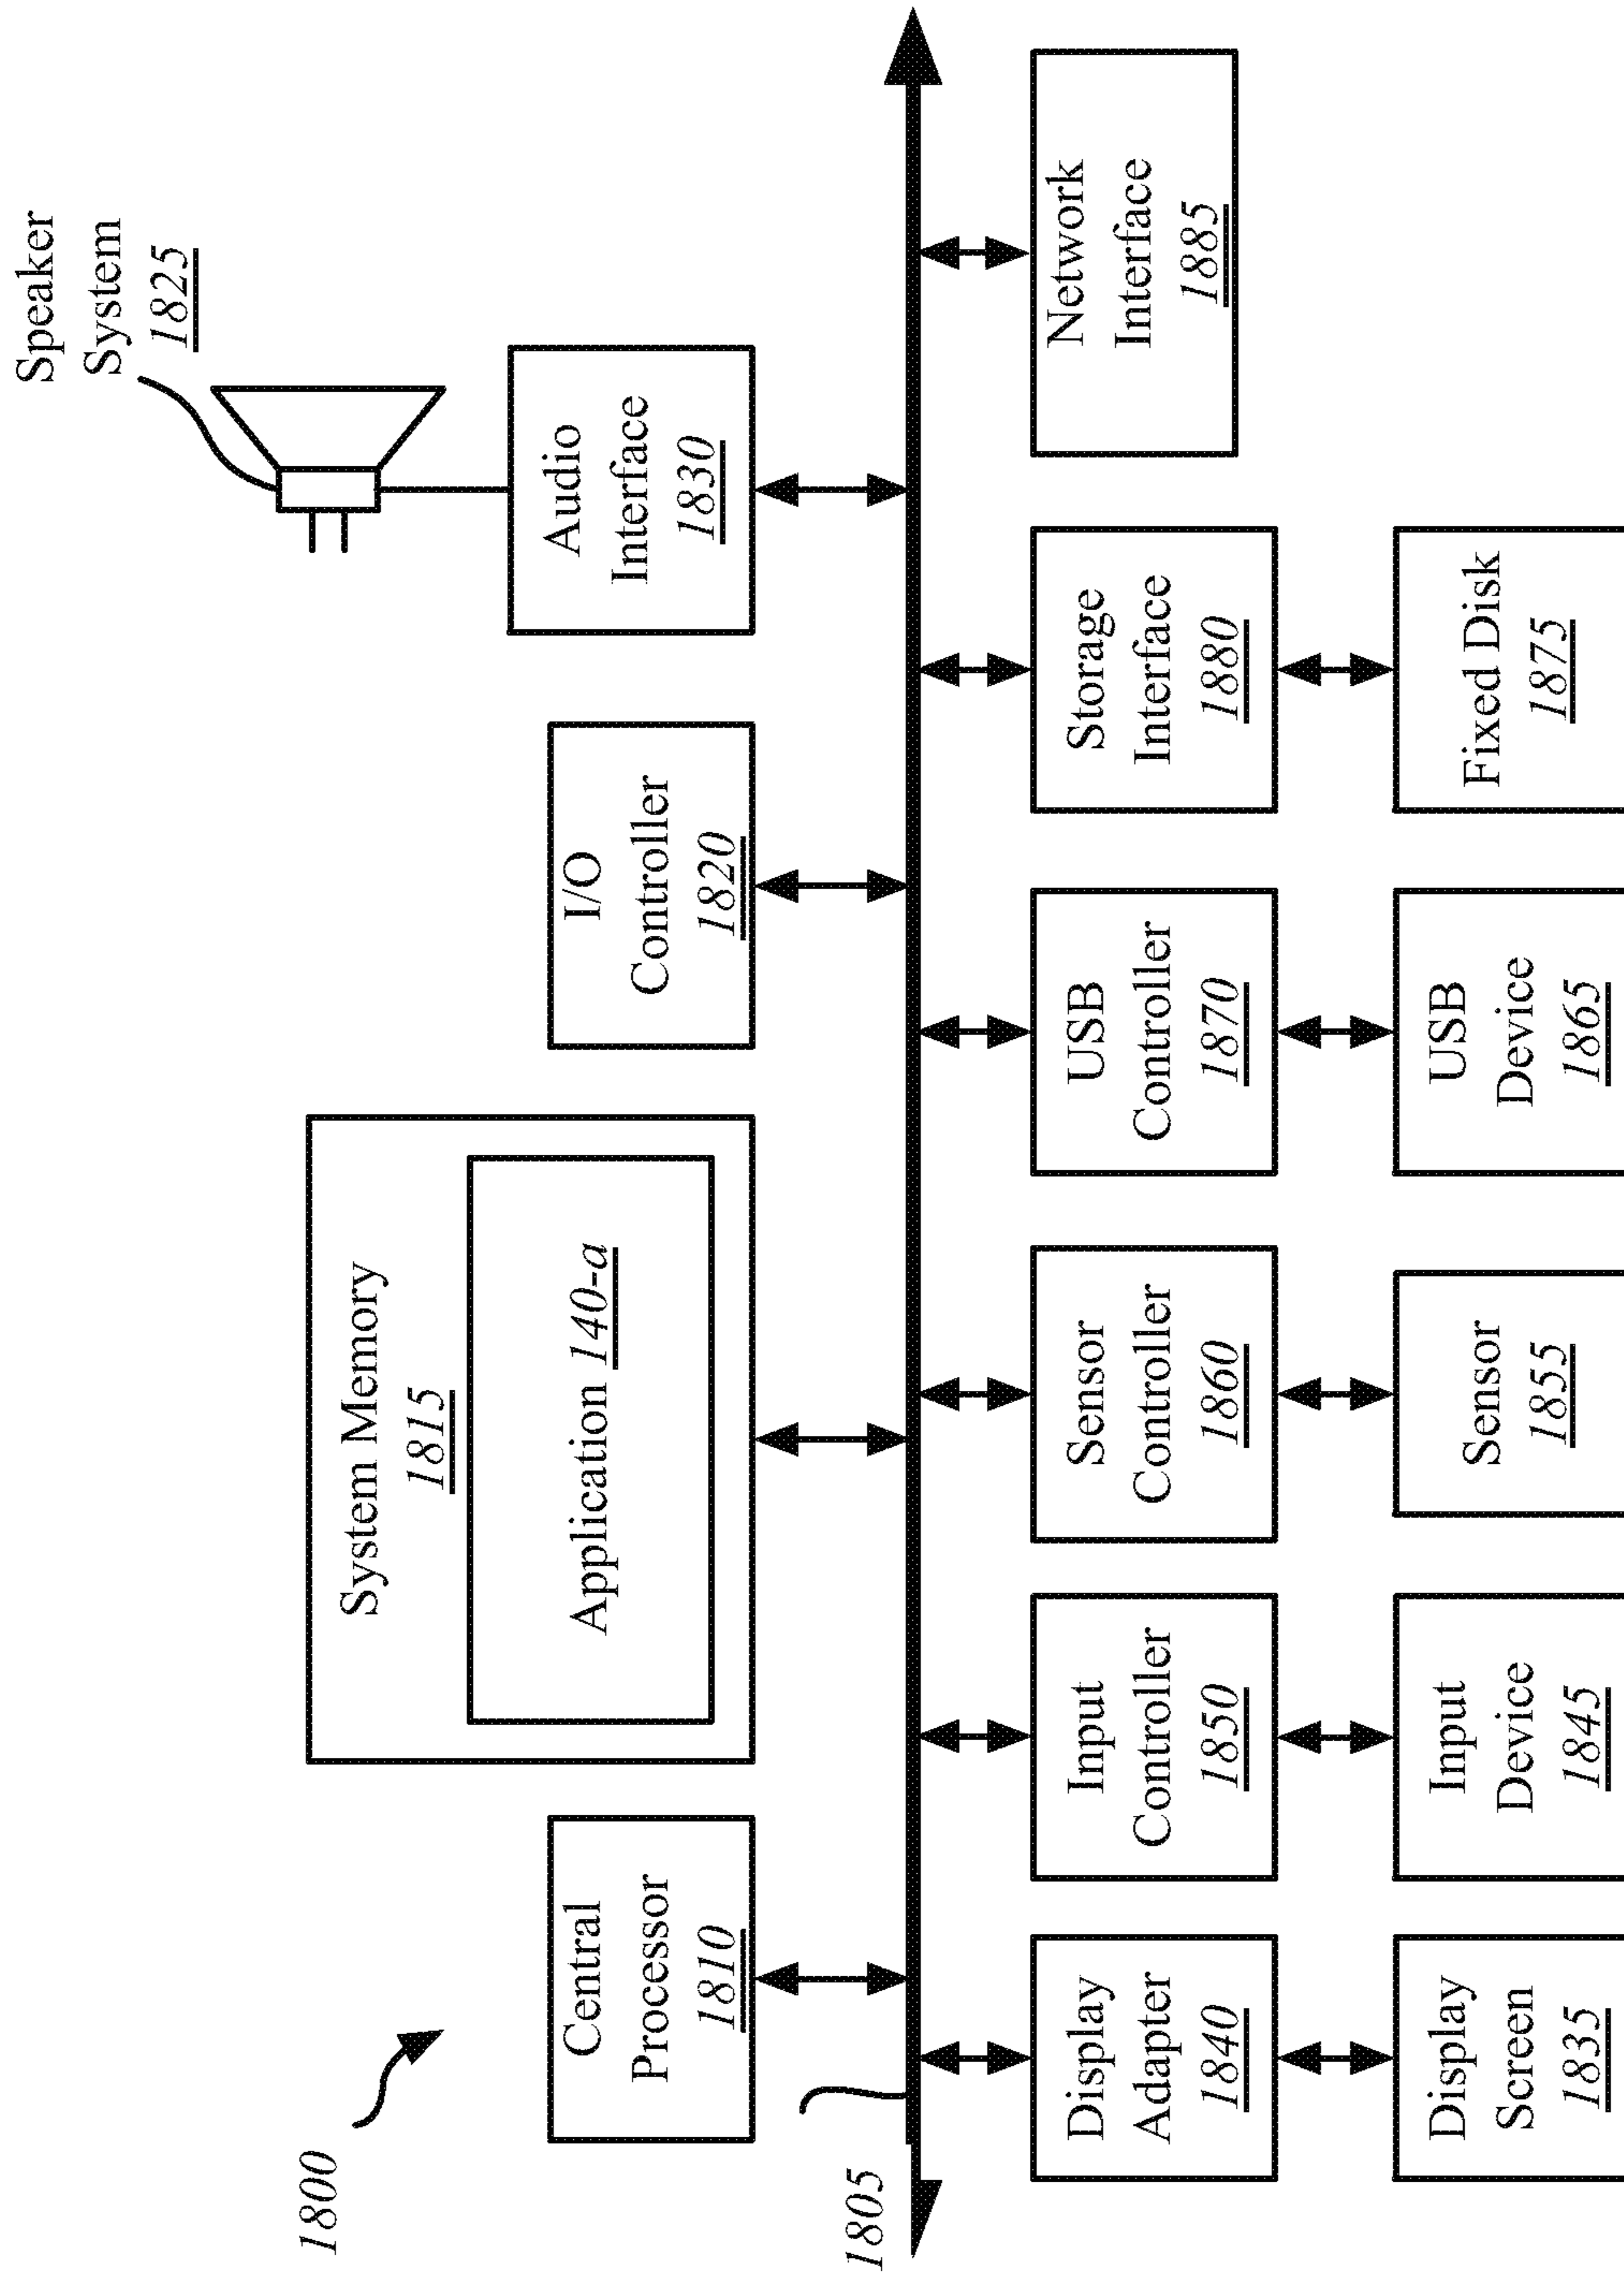 1800
Central
Processor
1810
System Memory
1815
Application 140-a
I/O
Controller
1820
Speaker
System
1825
Audio
Interface
1830
1805
Display
Adapter
1840
Input
Controller
1850
Sensor
Controller
1860
USB
Controller
1870
Storage
Interface
1880
Network
Interface
1885
Display
Screen
1835
Input
Device
1845
Sensor
1855
USB
Device
1865
Fixed Disk
1875